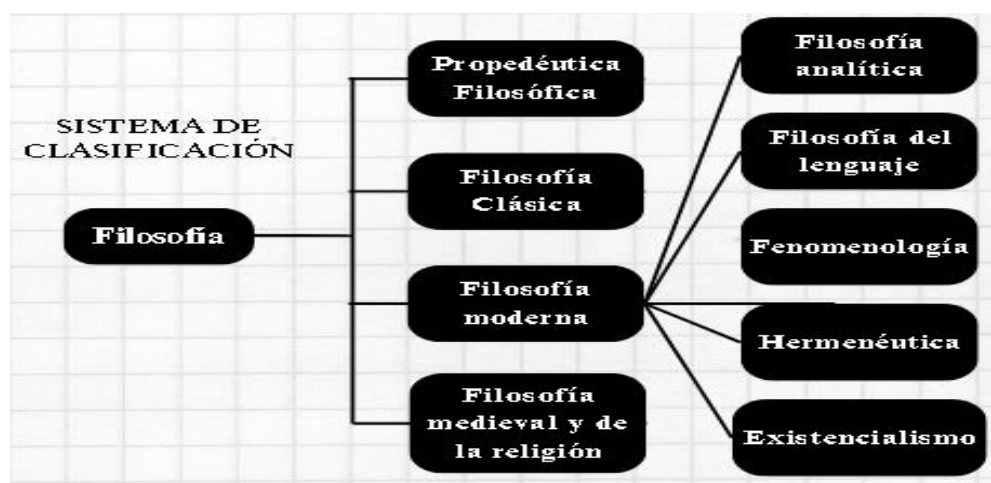 SISTEMA DE
CLASIFICACIÓN
Filosofía
Propedéutica
Filosófica
Filosofía
Clásica
Filosofía
moderna
Filosofía
medieval y de
la religión
Filosofía
analítica
Filosofía del
lenguaje
Fenomenología
Hermenéutica
Existencialismo